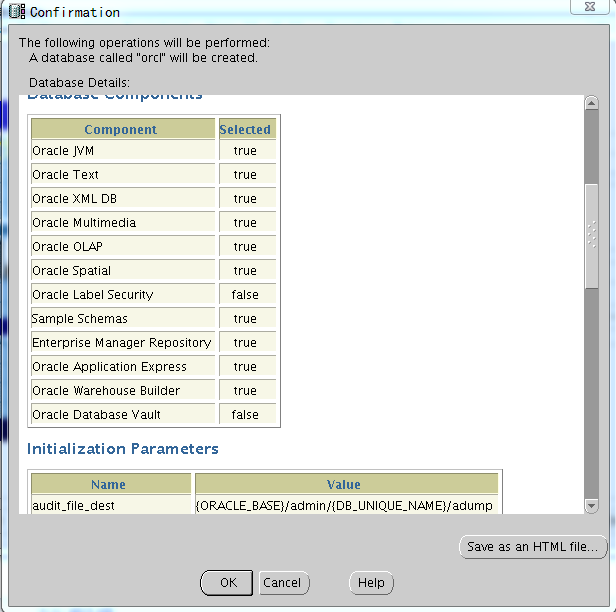 Confirmation
The following operations will be performed:
A database called "orcl" will be created.
Database Details:
Database Components
Component Selected
Oracle JVM true
Oracle Text true
Oracle XML DB true
Oracle Multimedia true
Oracle OLAP true
Oracle Spatial true
Oracle Label Security false
Sample Schemas true
Enterprise Manager Repository true
Oracle Application Express true
Oracle Warehouse Builder true
Oracle Database Vault false
Initialization Parameters
Name Value
audit_file_dest {ORACLE_BASE}/admin/{DB_UNIQUE_NAME}/adump
Save as an HTML file...
OK Cancel Help